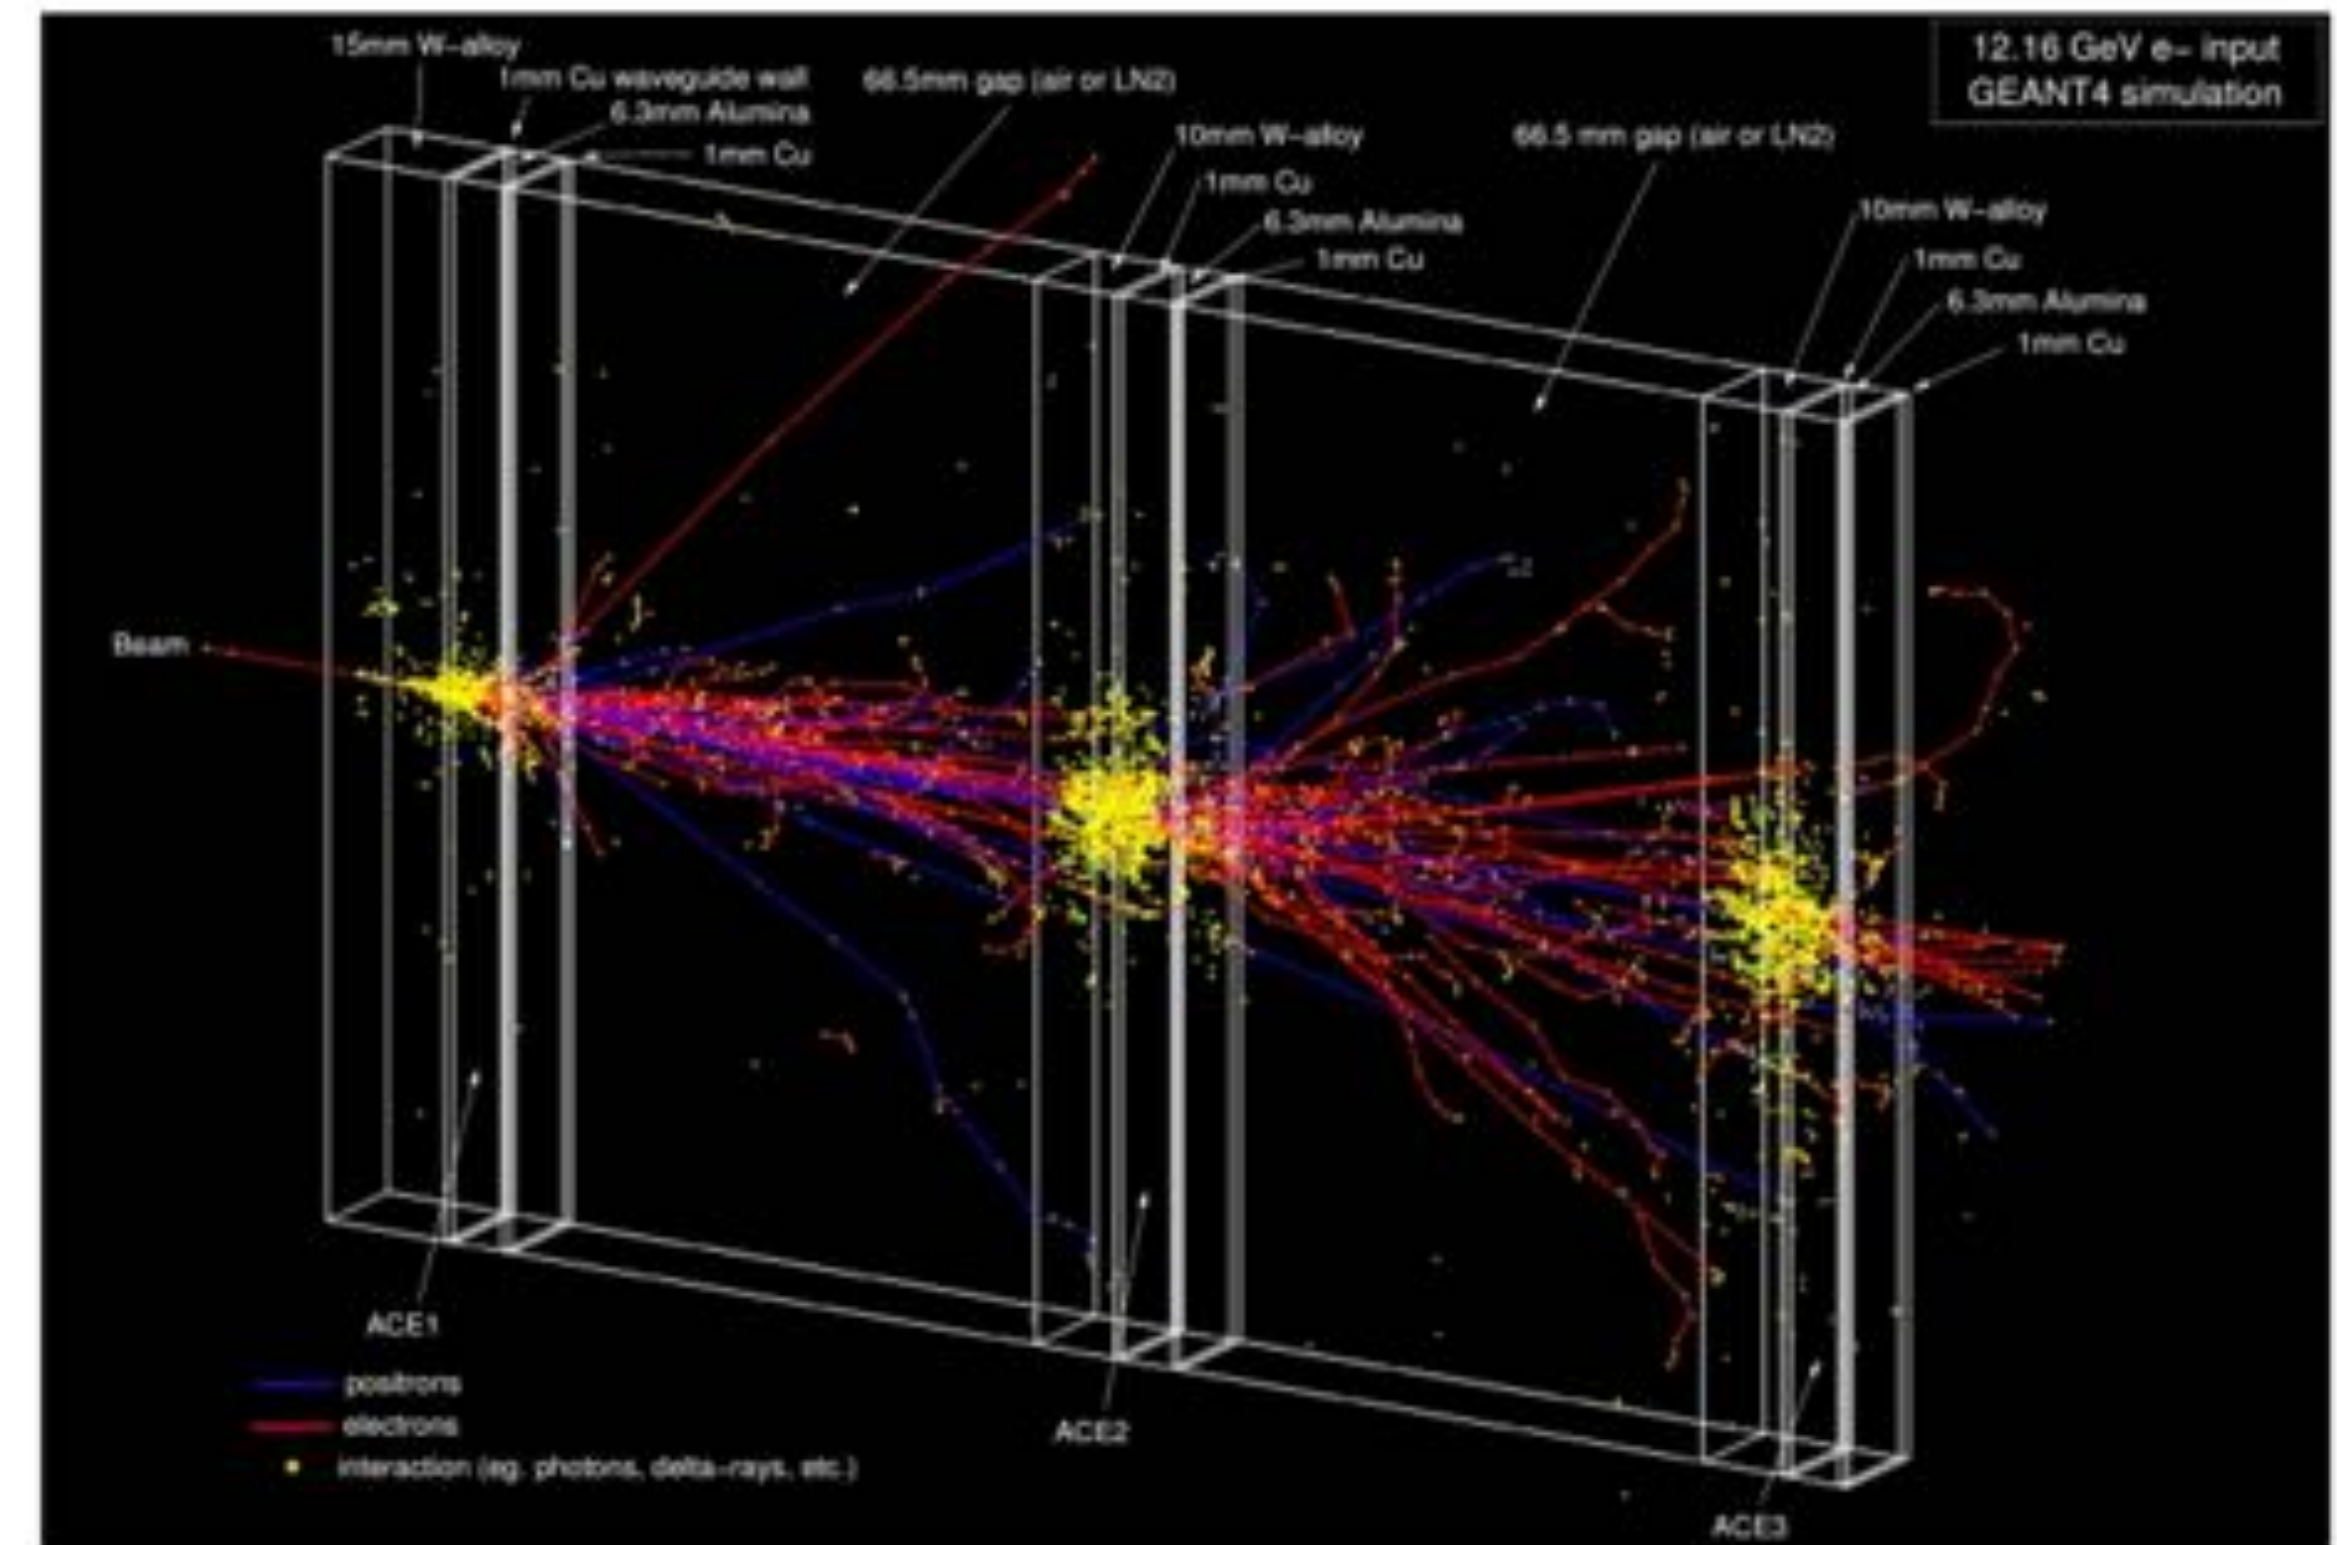 15mm W-alloy
1mm Cu waveguide wall
6.3mm Alumina
1mm Cu
66.5mm gap (air or LN2)
10mm W-alloy
1mm Cu
6.3mm Alumina
1mm Cu
66.5 mm gap (air or LN2)
10mm W-alloy
1mm Cu
6.3mm Alumina
1mm Cu
12.16 GeV e- input
GEANT4 simulation
Beam
ACE1
ACE2
ACE3
positrons
electrons
interaction (eg. photons, delta-rays, etc.)